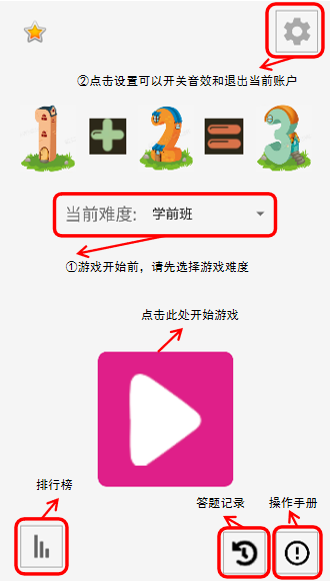 ②点击设置可以开关音效和退出当前账户
1+2=3
当前难度: 学前班
①游戏开始前，请先选择游戏难度
点击此处开始游戏
排行榜
答题记录
操作手册